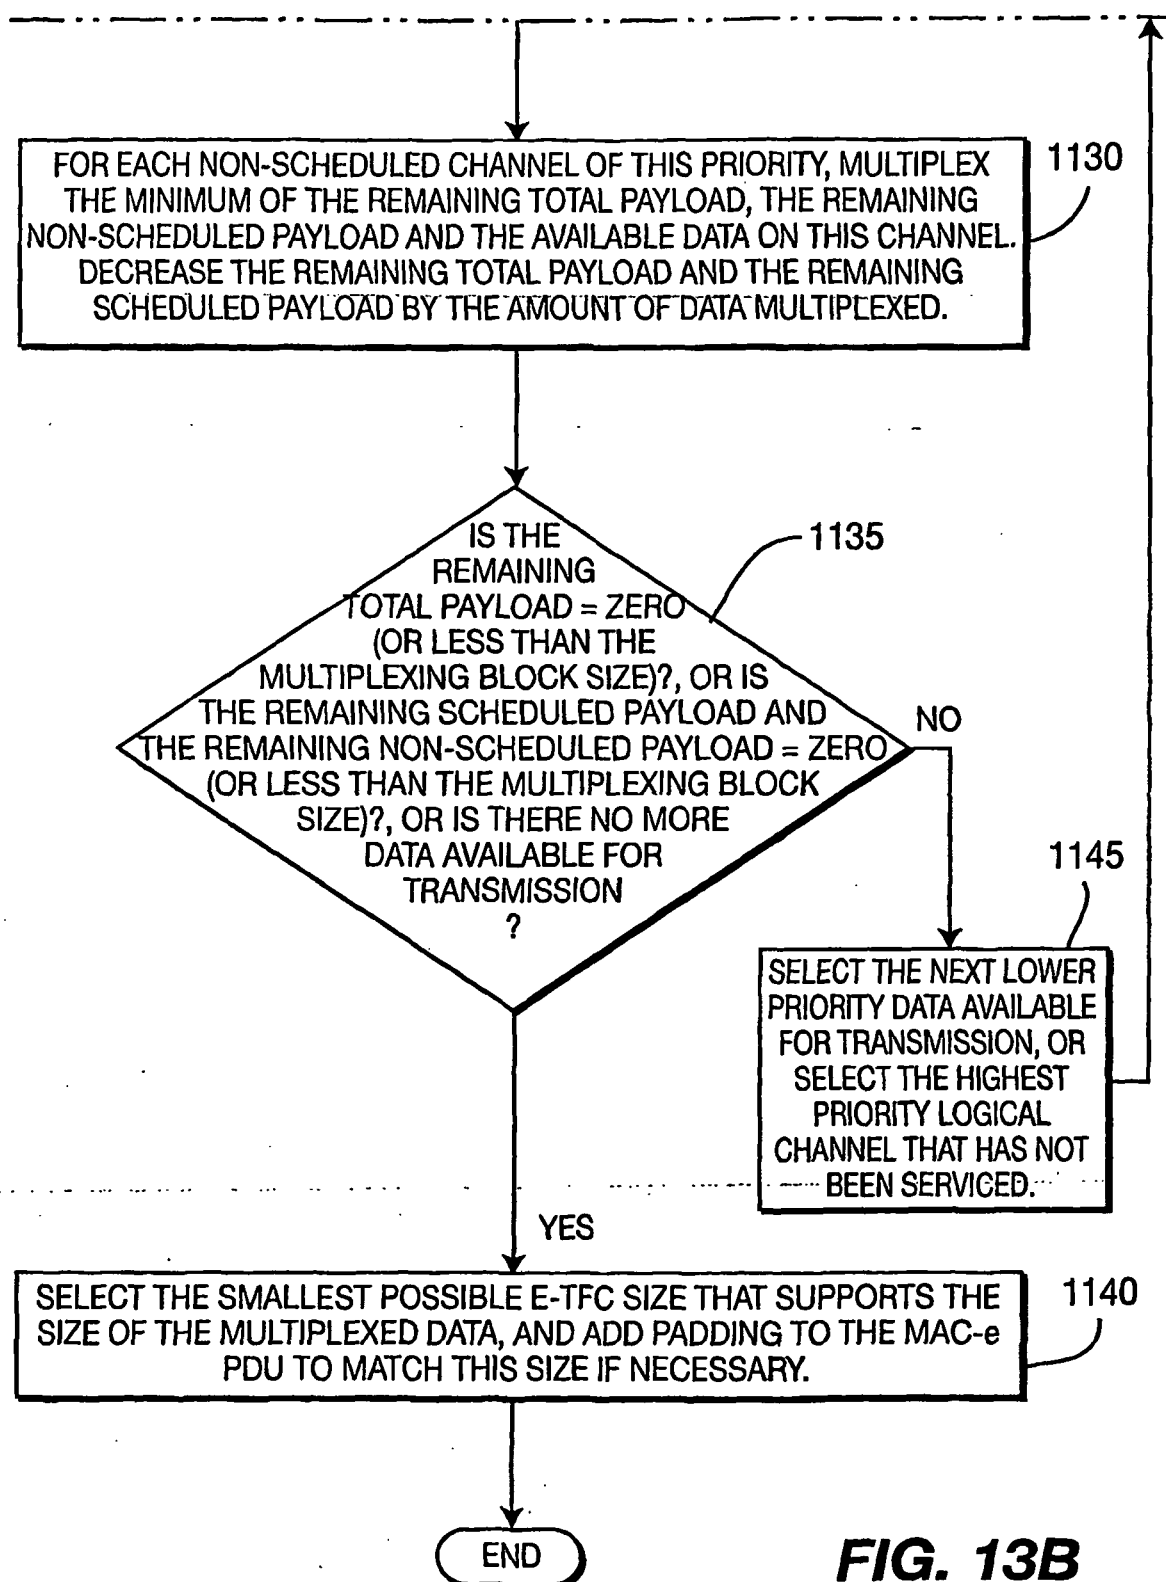 FOR EACH NON-SCHEDULED CHANNEL OF THIS PRIORITY, MULTIPLEX
THE MINIMUM OF THE REMAINING TOTAL PAYLOAD, THE REMAINING
NON-SCHEDULED PAYLOAD AND THE AVAILABLE DATA ON THIS CHANNEL.
DECREASE THE REMAINING TOTAL PAYLOAD AND THE REMAINING
SCHEDULED PAYLOAD BY THE AMOUNT OF DATA MULTIPLEXED.
1130
IS THE
REMAINING
TOTAL PAYLOAD = ZERO
(OR LESS THAN THE
MULTIPLEXING BLOCK SIZE)?, OR IS
THE REMAINING SCHEDULED PAYLOAD AND
THE REMAINING NON-SCHEDULED PAYLOAD = ZERO
(OR LESS THAN THE MULTIPLEXING BLOCK
SIZE)?, OR IS THERE NO MORE
DATA AVAILABLE FOR
TRANSMISSION
?
1135
NO
1145
SELECT THE NEXT LOWER
PRIORITY DATA AVAILABLE
FOR TRANSMISSION, OR
SELECT THE HIGHEST
PRIORITY LOGICAL
CHANNEL THAT HAS NOT
BEEN SERVICED.
YES
SELECT THE SMALLEST POSSIBLE E-TFC SIZE THAT SUPPORTS THE
SIZE OF THE MULTIPLEXED DATA, AND ADD PADDING TO THE MAC-e
PDU TO MATCH THIS SIZE IF NECESSARY.
1140
END
FIG. 13B